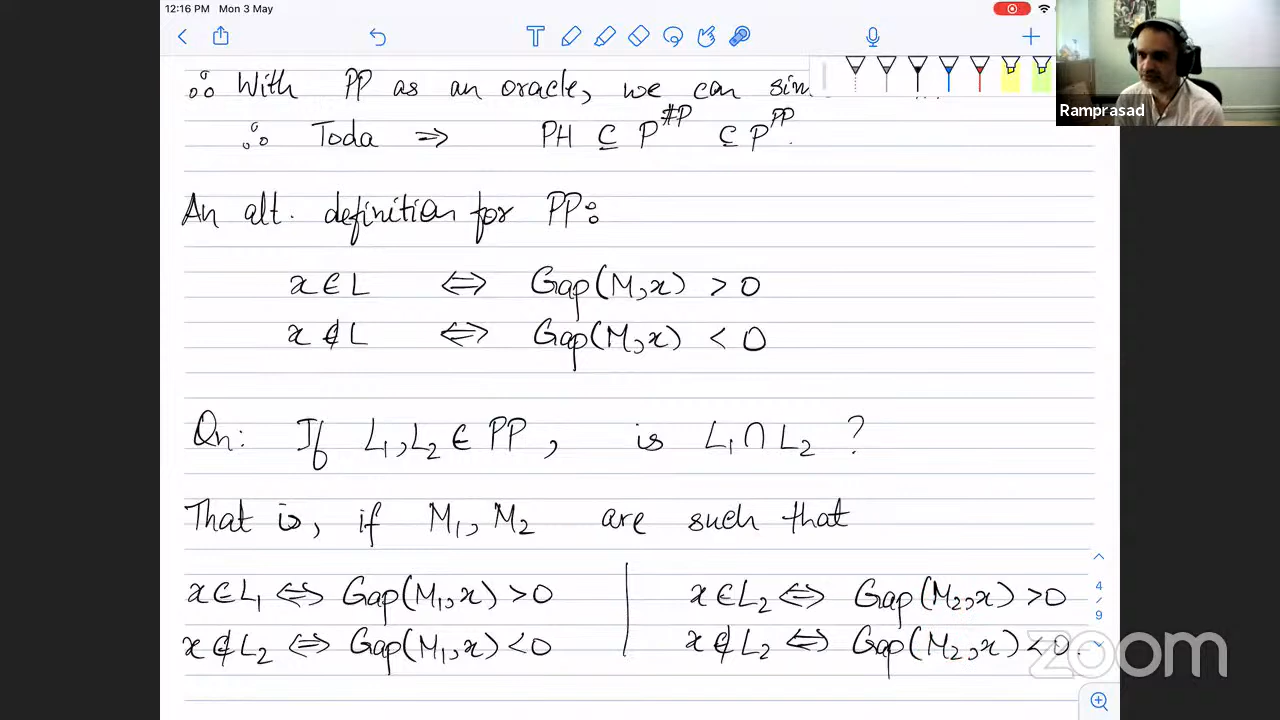 12:16 PM Mon 3 May
Ramprasad
∴ With PP as an oracle, we can sim
∴ Toda ⇒ PH ⊆ P^#P ⊆ P^PP.
An alt. definition for PP:
x ∈ L ⇔ Gap(M,x) > 0
x ∉ L ⇔ Gap(M,x) < 0
Qn: If L₁,L₂ ∈ PP, is L₁ ∩ L₂ ?
That is, if M₁, M₂ are such that
x ∈ L₁ ⇔ Gap(M₁,x) > 0 | x ∈ L₂ ⇔ Gap(M₂,x) > 0
x ∉ L₂ ⇔ Gap(M₁,x) < 0 | x ∉ L₂ ⇔ Gap(M₂,x) < 0.
4
/
9
zoom